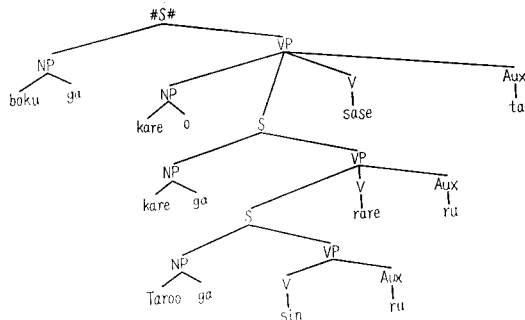 #S#
VP
NP
boku ga
NP
V
Aux
kare o
sase
ta
S
NP
VP
kare ga
V
Aux
rare
ru
S
NP
VP
Taroo ga
V
Aux
sin
ru